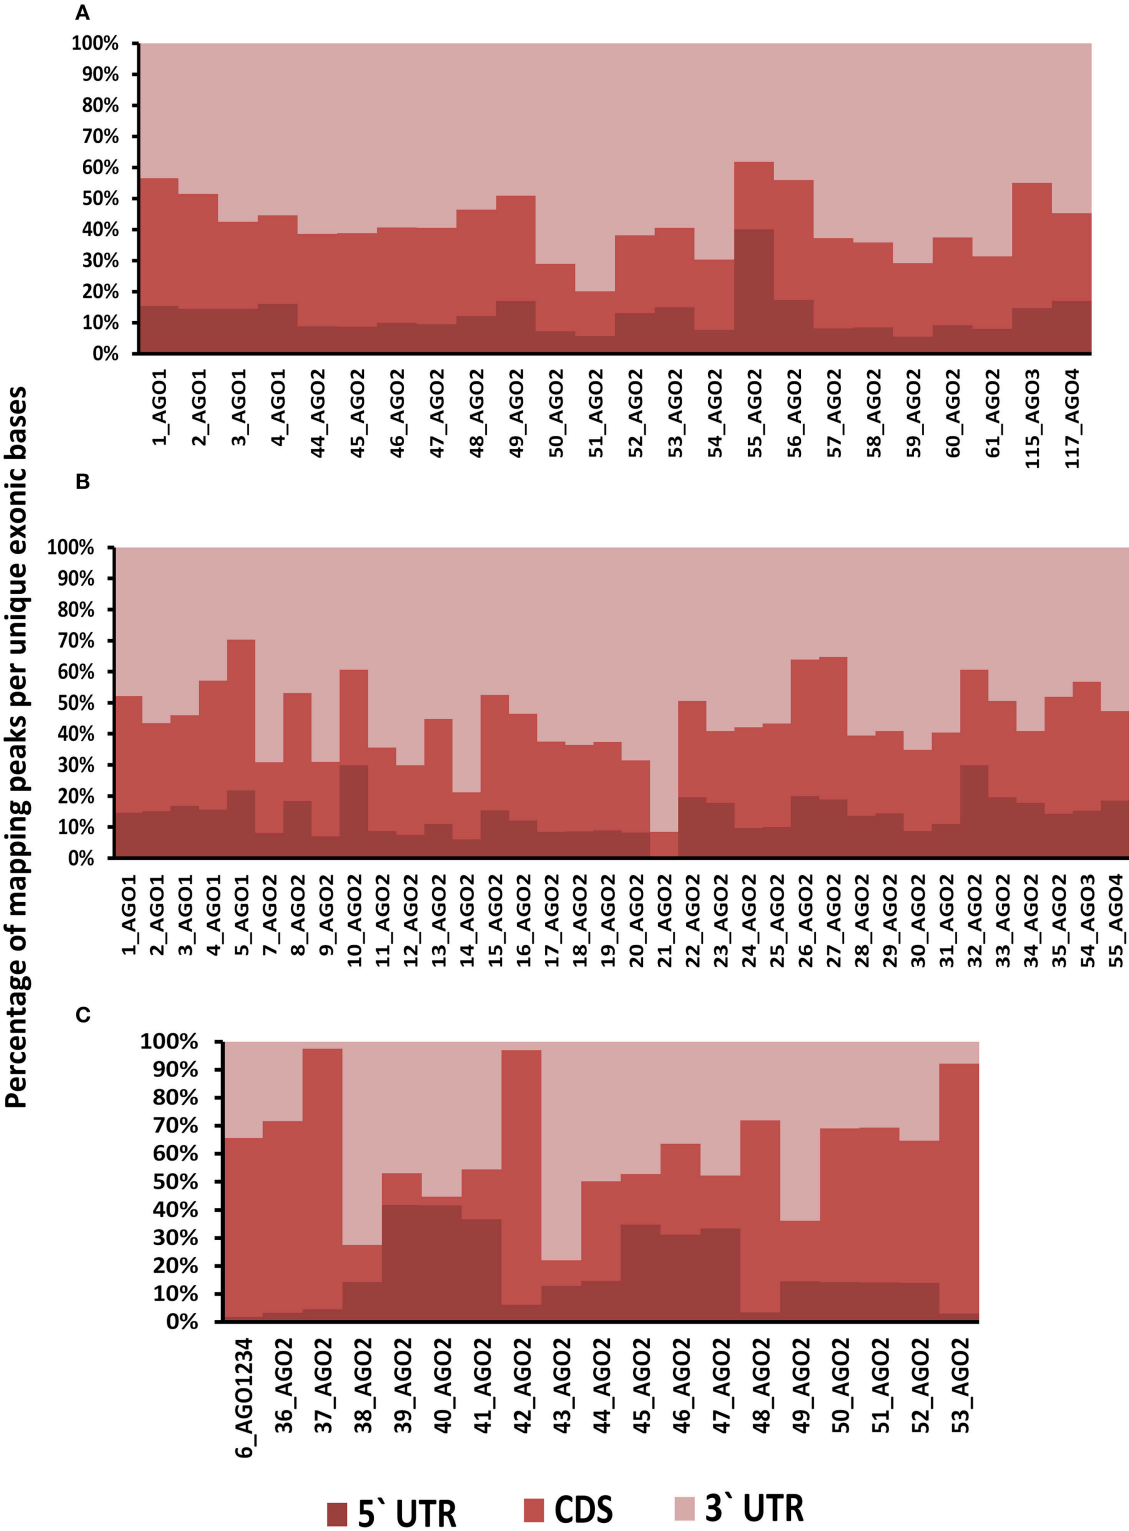 Percentage of mapping peaks per unique exonic bases
A
100%
90%
80%
70%
60%
50%
40%
30%
20%
10%
0%
1_AGO1
2_AGO1
3_AGO1
4_AGO1
44_AGO2
45_AGO2
46_AGO2
47_AGO2
48_AGO2
49_AGO2
50_AGO2
51_AGO2
52_AGO2
53_AGO2
54_AGO2
55_AGO2
56_AGO2
57_AGO2
58_AGO2
59_AGO2
60_AGO2
61_AGO2
115_AGO3
117_AGO4
B
100%
90%
80%
70%
60%
50%
40%
30%
20%
10%
0%
1_AGO1
2_AGO1
3_AGO1
4_AGO1
5_AGO1
7_AGO2
8_AGO2
9_AGO2
10_AGO2
11_AGO2
12_AGO2
13_AGO2
14_AGO2
15_AGO2
16_AGO2
17_AGO2
18_AGO2
19_AGO2
20_AGO2
21_AGO2
22_AGO2
23_AGO2
24_AGO2
25_AGO2
26_AGO2
27_AGO2
28_AGO2
29_AGO2
30_AGO2
31_AGO2
32_AGO2
33_AGO2
34_AGO2
35_AGO2
54_AGO3
55_AGO4
C
100%
90%
80%
70%
60%
50%
40%
30%
20%
10%
0%
6_AGO1234
36_AGO2
37_AGO2
38_AGO2
39_AGO2
40_AGO2
41_AGO2
42_AGO2
43_AGO2
44_AGO2
45_AGO2
46_AGO2
47_AGO2
48_AGO2
49_AGO2
50_AGO2
51_AGO2
52_AGO2
53_AGO2
5` UTR CDS 3` UTR